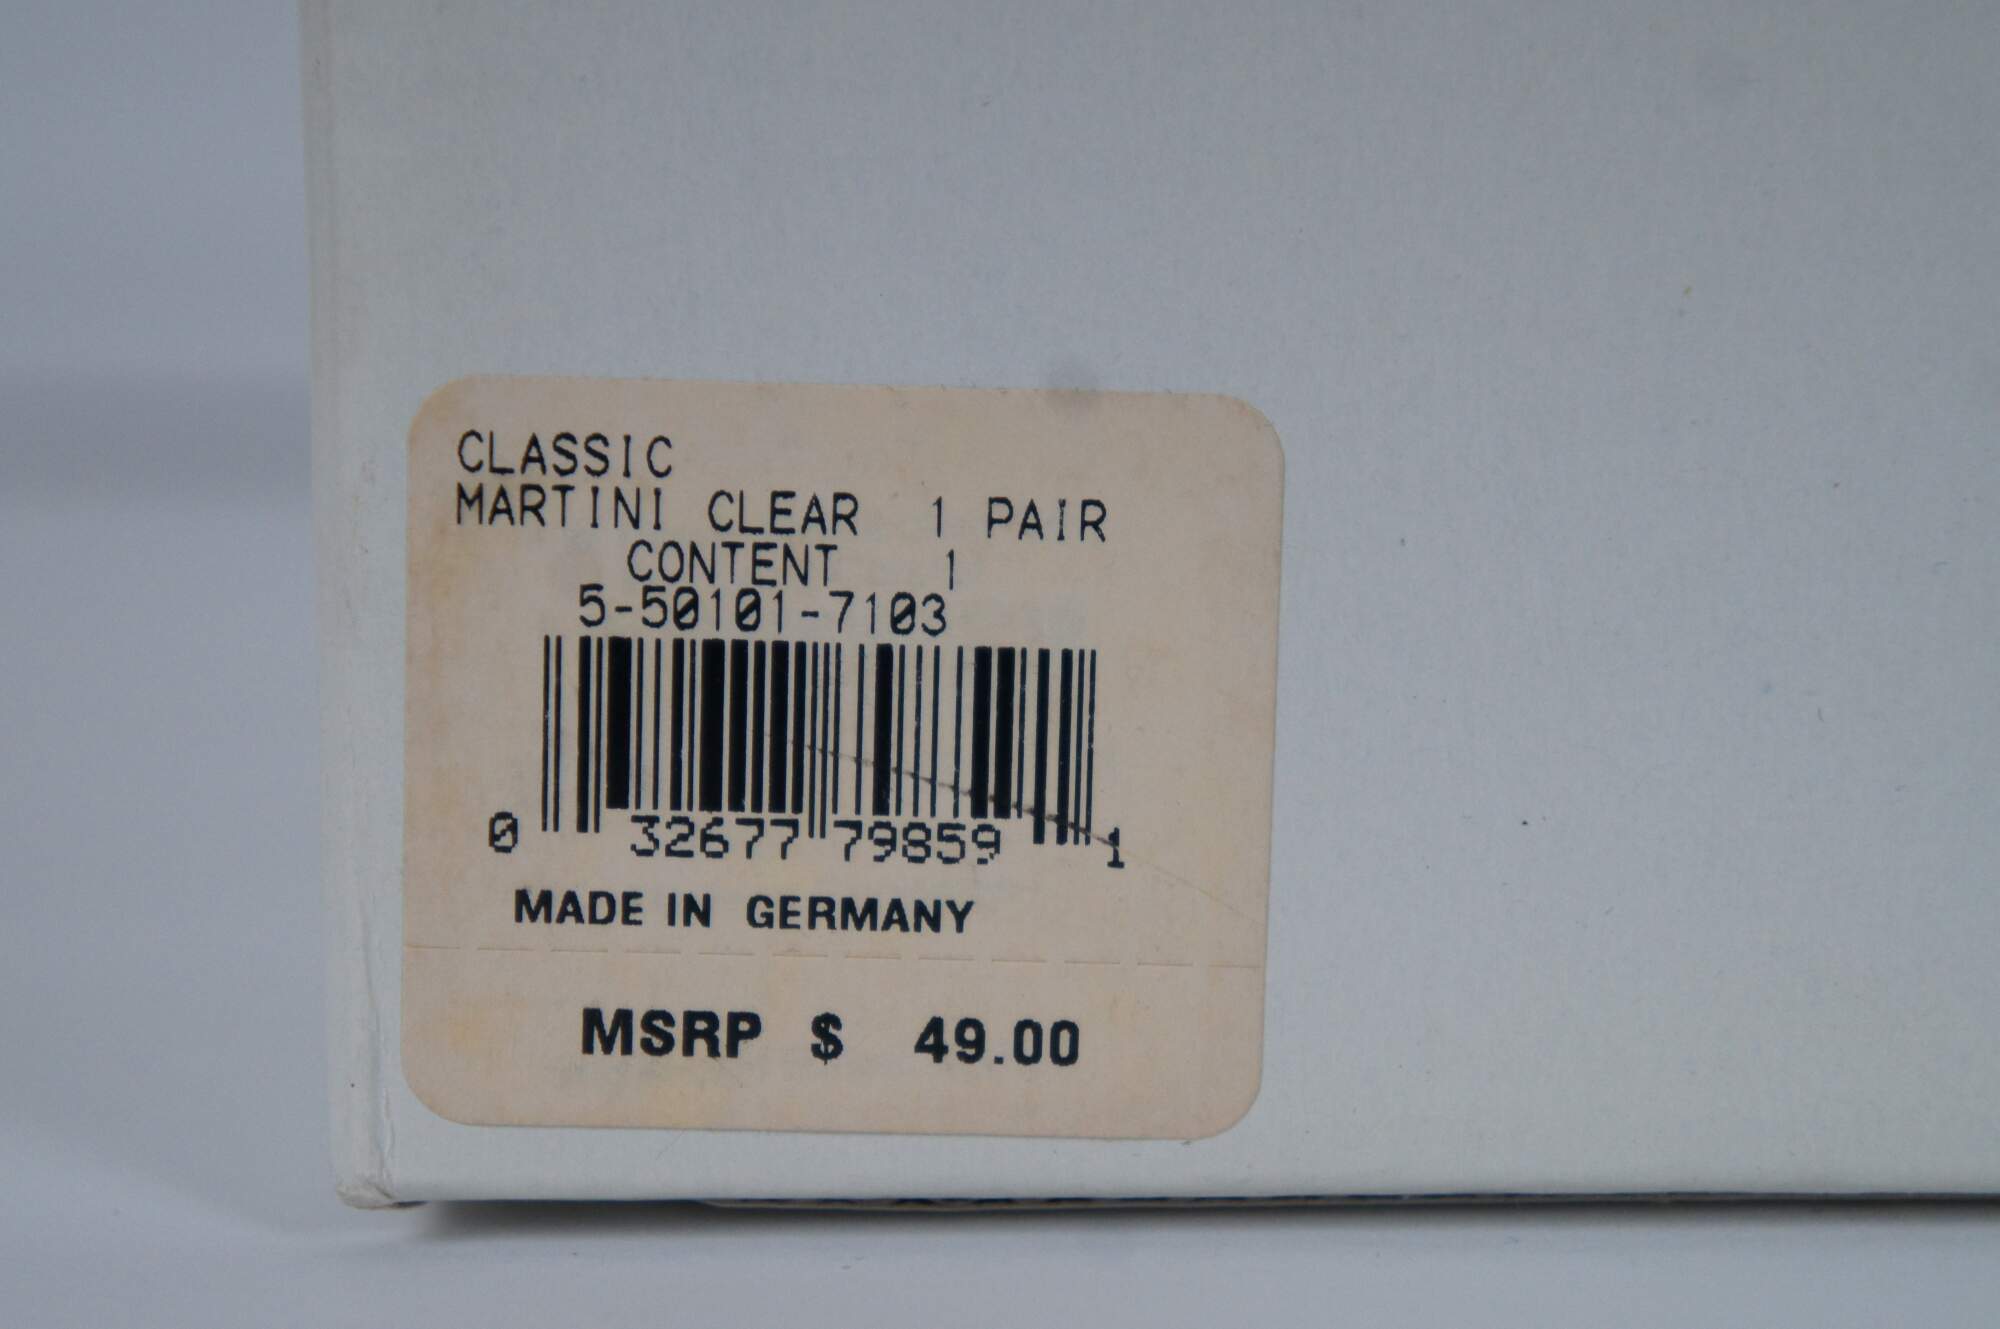 CLASSIC
MARTINI CLEAR 1 PAIR
CONTENT 1
5-50101-7103
0 32677 79859 1
MADE IN GERMANY
MSRP $ 49.00